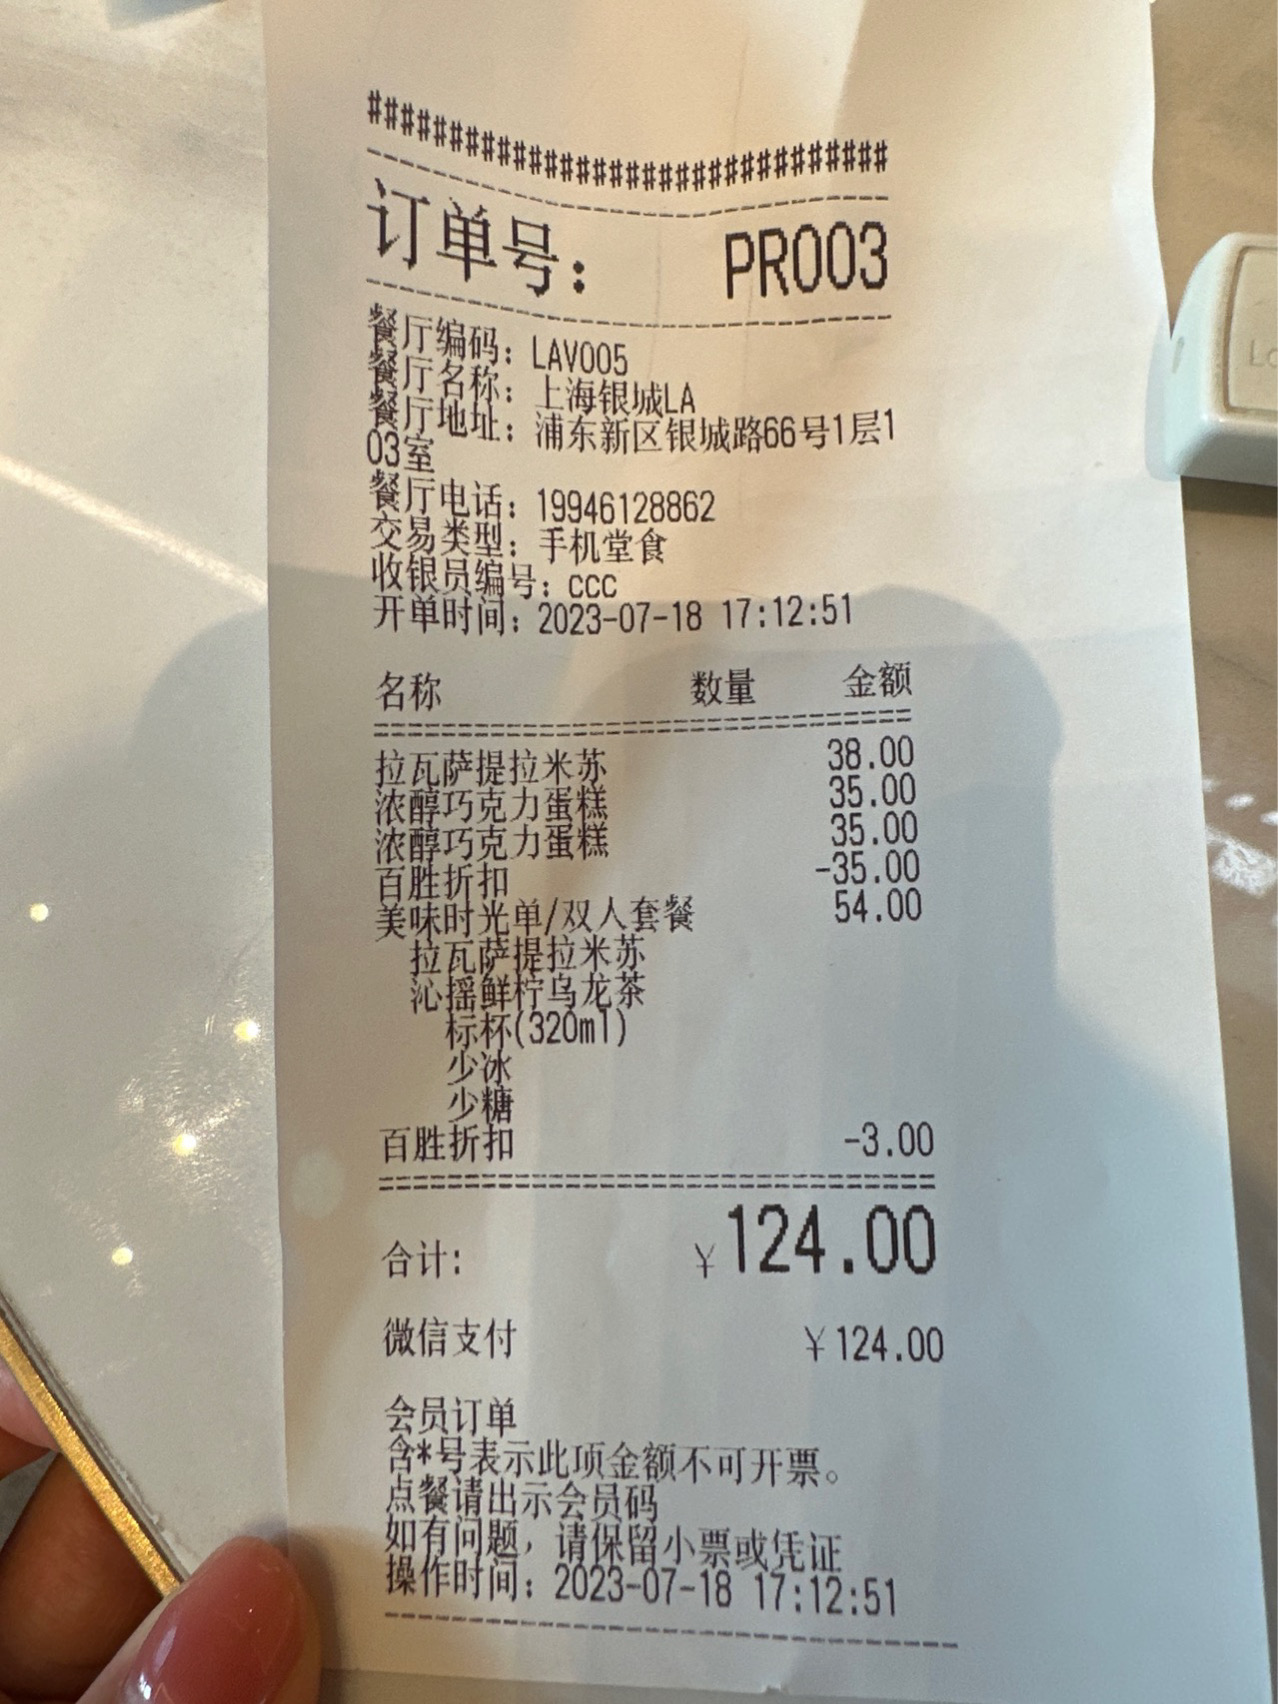 ################################
订单号： PR003
餐厅编码：LAV005
餐厅名称：上海银城LA
餐厅地址：浦东新区银城路66号1层1
03室
餐厅电话：19946128862
交易类型：手机堂食
收银员编号：ccc
开单时间：2023-07-18 17:12:51
名称 数量 金额
拉瓦萨提拉米苏 38.00
浓醇巧克力蛋糕 35.00
浓醇巧克力蛋糕 35.00
百胜折扣 -35.00
美味时光单/双人套餐 54.00
拉瓦萨提拉米苏
沁摇鲜柠乌龙茶
标杯(320ml)
少冰
少糖
百胜折扣 -3.00
合计： ¥124.00
微信支付 ¥124.00
会员订单
含*号表示此项金额不可开票。
点餐请出示会员码
如有问题，请保留小票或凭证
操作时间：2023-07-18 17:12:51